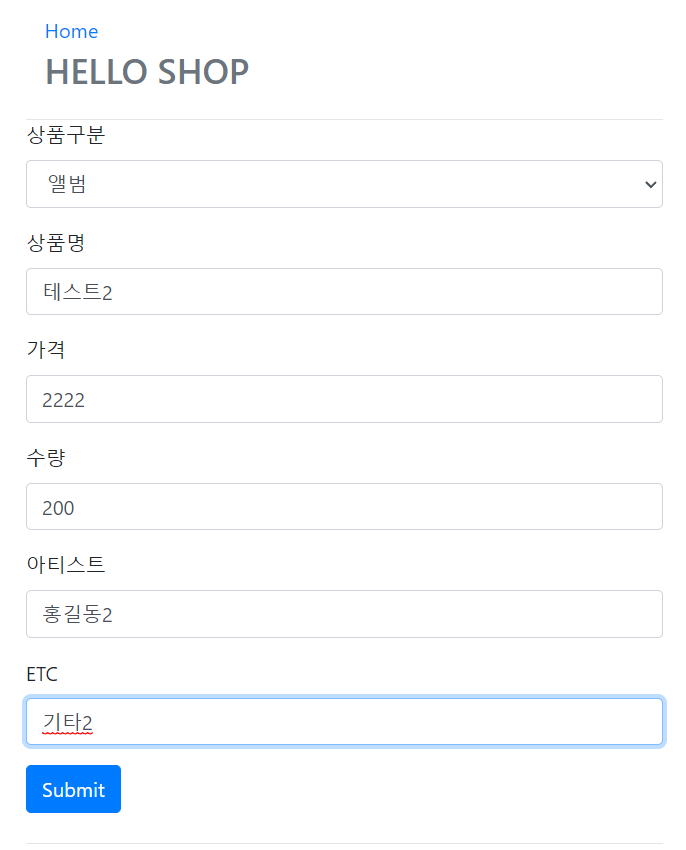 Home
HELLO SHOP
상품구분
앨범
상품명
테스트2
가격
2222
수량
200
아티스트
홍길동2
ETC
기타2
Submit